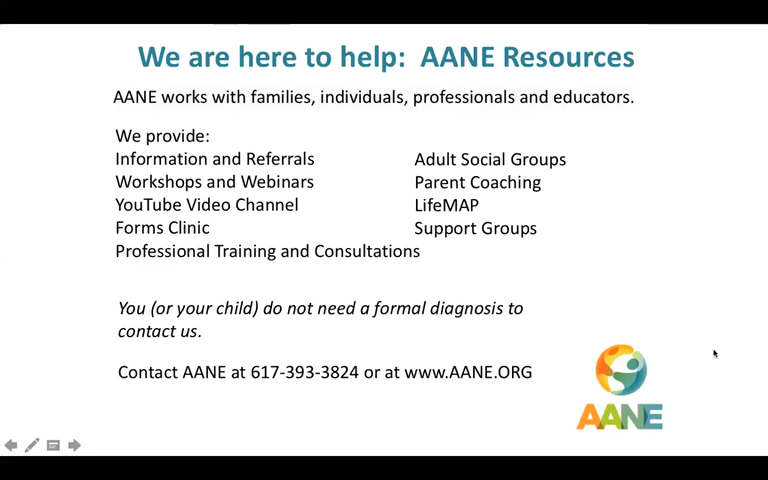 We are here to help: AANE Resources
AANE works with families, individuals, professionals and educators.
We provide:
Information and Referrals
Workshops and Webinars
YouTube Video Channel
Forms Clinic
Professional Training and Consultations
Adult Social Groups
Parent Coaching
LifeMAP
Support Groups
You (or your child) do not need a formal diagnosis to
contact us.
Contact AANE at 617-393-3824 or at www.AANE.ORG
AANE